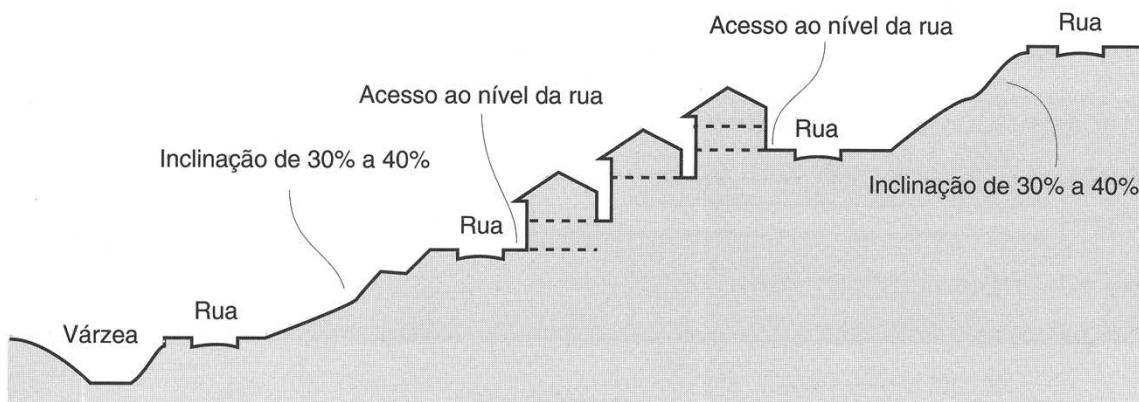 Rua
Acesso ao nível da rua
Acesso ao nível da rua
Rua
Inclinação de 30% a 40%
Inclinação de 30% a 40%
Rua
Rua
Várzea